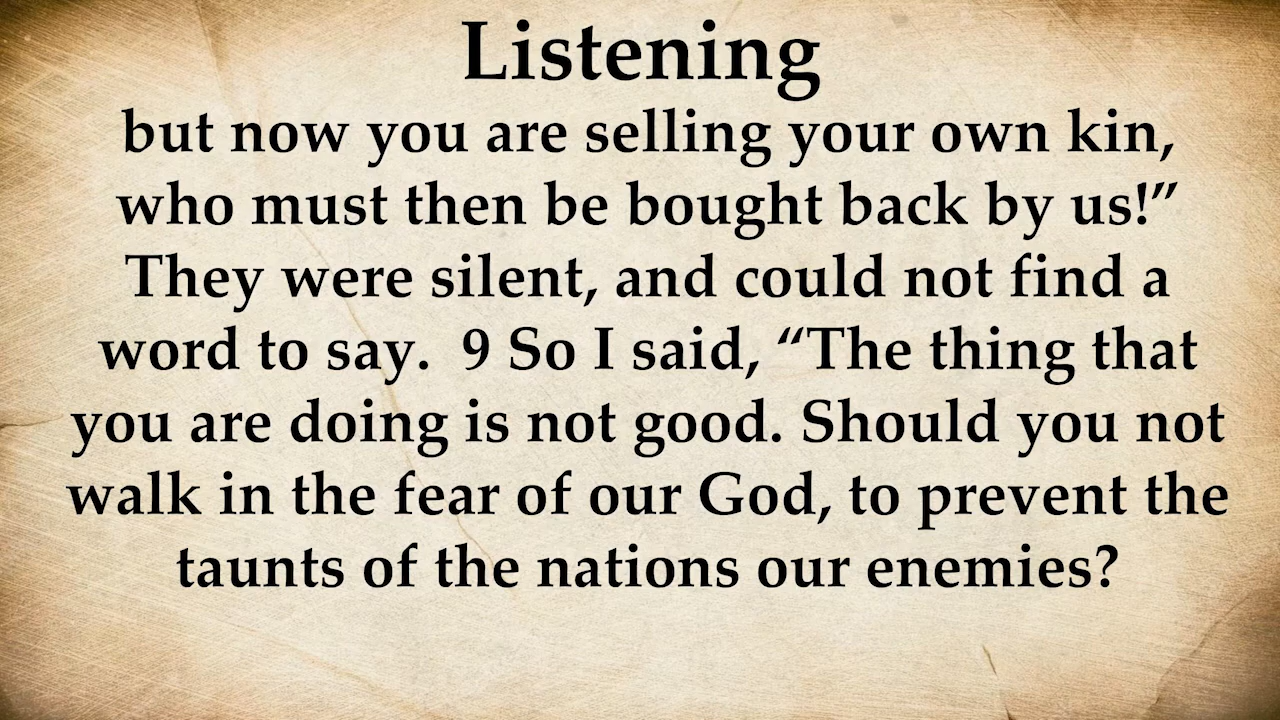 Listening
but now you are selling your own kin,
who must then be bought back by us!”
They were silent, and could not find a
word to say.  9 So I said, “The thing that
you are doing is not good. Should you not
walk in the fear of our God, to prevent the
taunts of the nations our enemies?